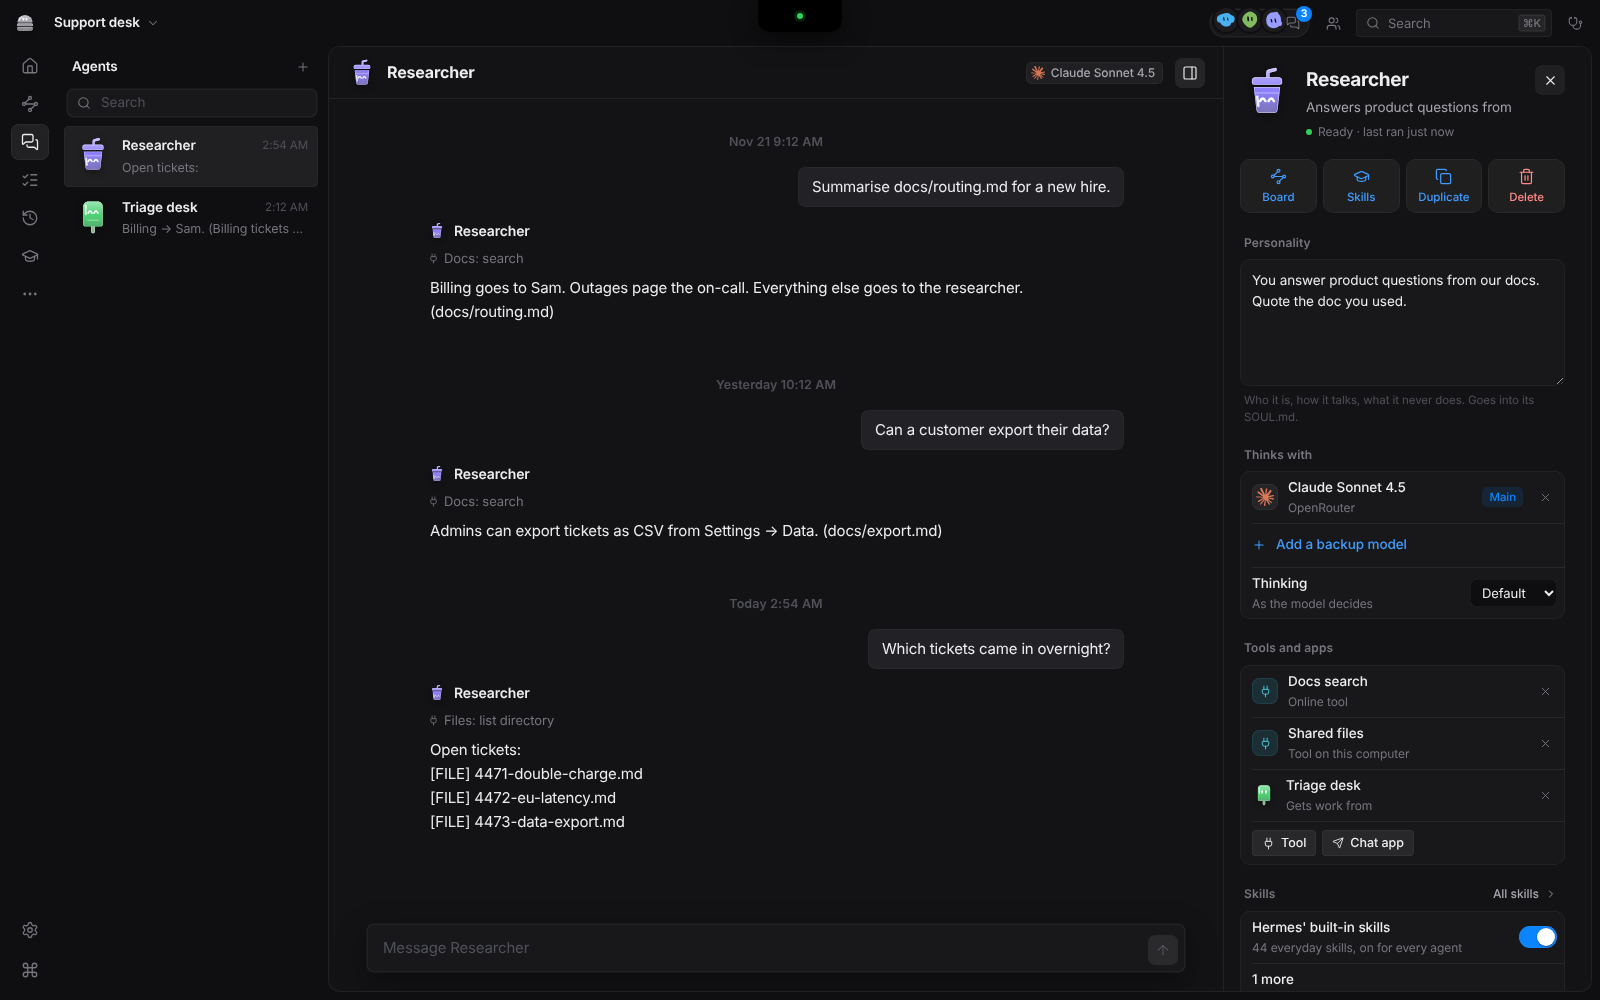 Support desk
3
Search
⌘K
Agents
Search
Researcher
2:54 AM
Open tickets:
Triage desk
2:12 AM
Billing → Sam. (Billing tickets ...
Researcher
Claude Sonnet 4.5
Nov 21 9:12 AM
Summarise docs/routing.md for a new hire.
Researcher
Docs: search
Billing goes to Sam. Outages page the on-call. Everything else goes to the researcher.
(docs/routing.md)
Yesterday 10:12 AM
Can a customer export their data?
Researcher
Docs: search
Admins can export tickets as CSV from Settings → Data. (docs/export.md)
Today 2:54 AM
Which tickets came in overnight?
Researcher
Files: list directory
Open tickets:
[FILE] 4471-double-charge.md
[FILE] 4472-eu-latency.md
[FILE] 4473-data-export.md
Message Researcher
Researcher
Answers product questions from
Ready · last ran just now
Board
Skills
Duplicate
Delete
Personality
You answer product questions from our docs.
Quote the doc you used.
Who it is, how it talks, what it never does. Goes into its
SOUL.md.
Thinks with
Claude Sonnet 4.5
OpenRouter
Main
Add a backup model
Thinking
As the model decides
Default
Tools and apps
Docs search
Online tool
Shared files
Tool on this computer
Triage desk
Gets work from
Tool
Chat app
Skills
All skills
Hermes' built-in skills
44 everyday skills, on for every agent
1 more